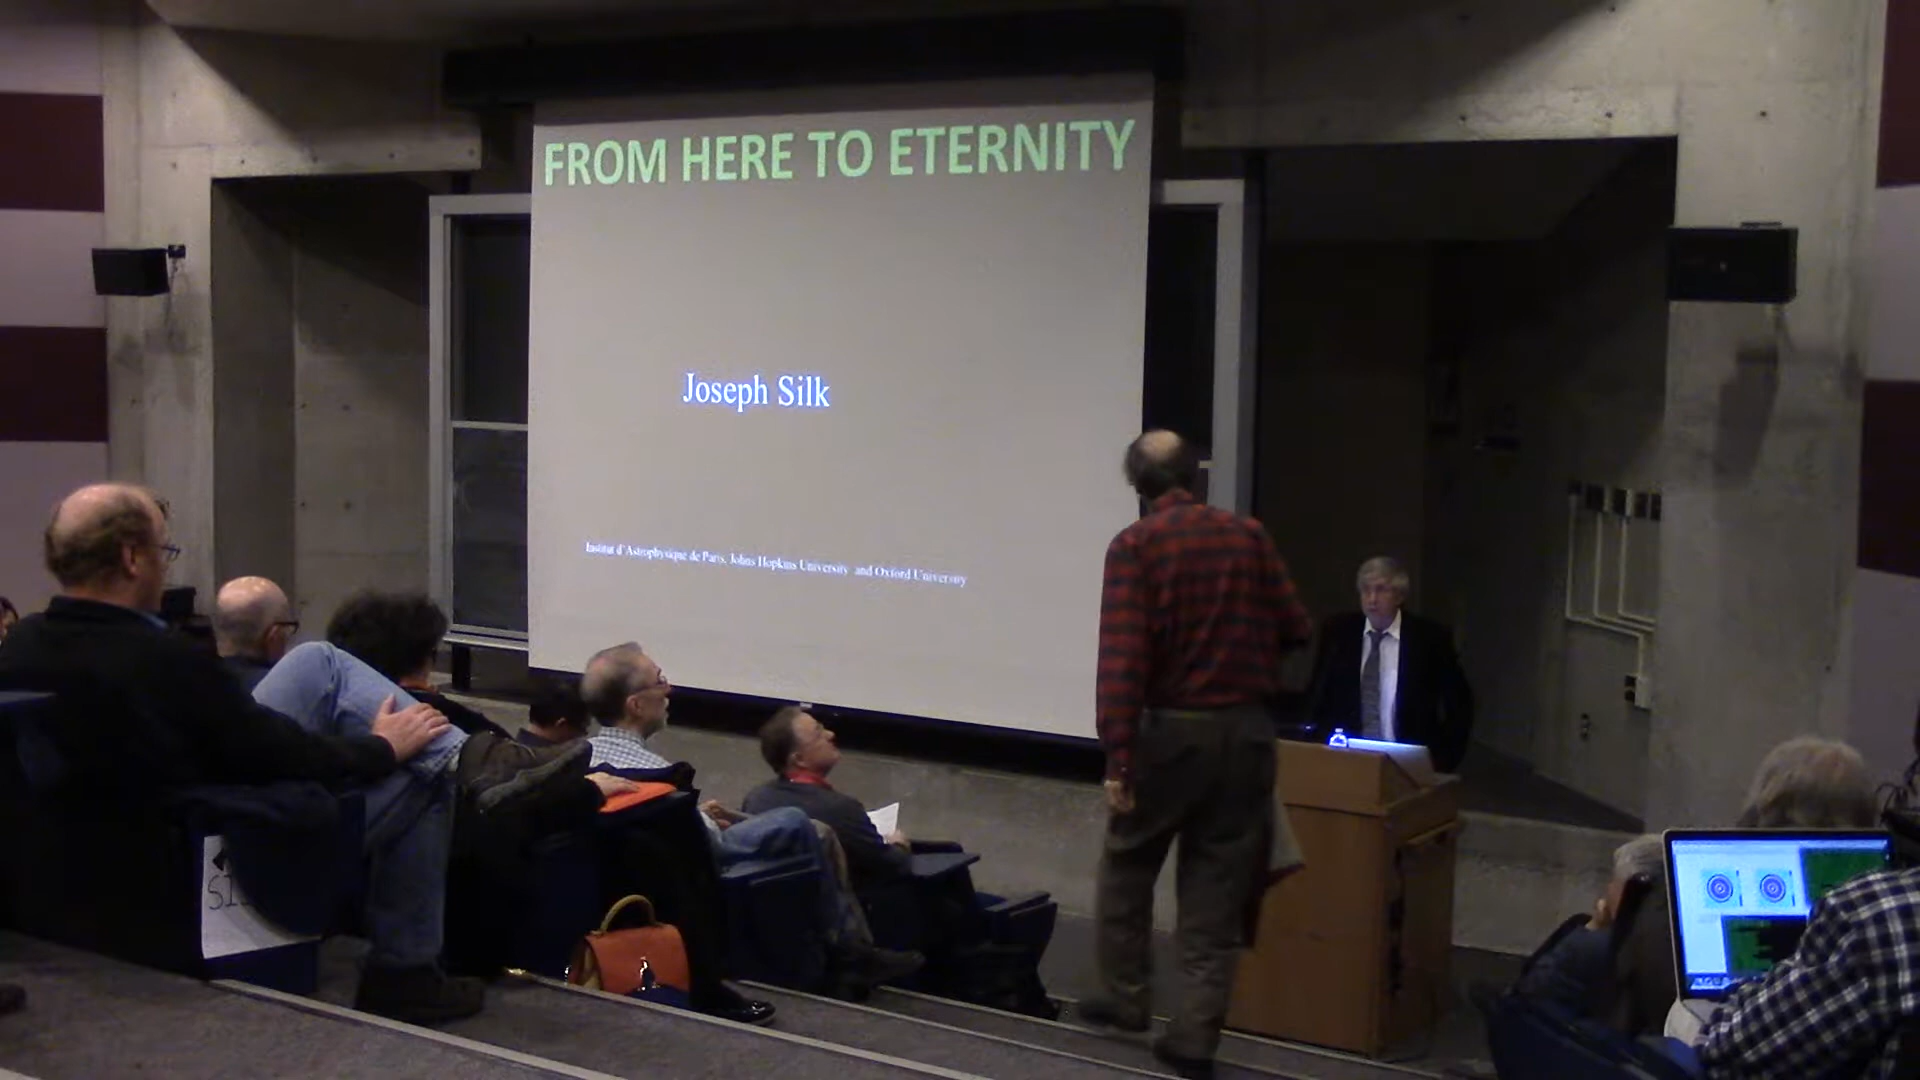 FROM HERE TO ETERNITY
Joseph Silk
Institut d'Astrophysique de Paris, Johns Hopkins University and Oxford University